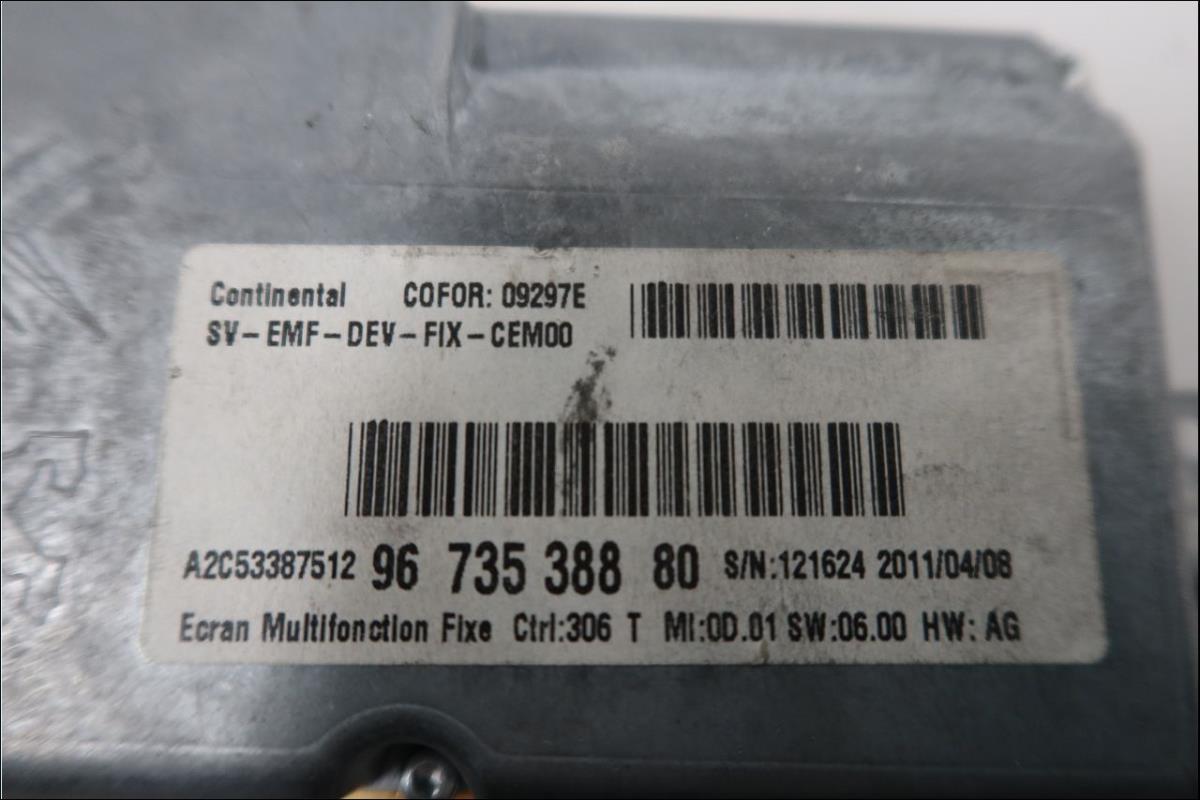 Continental COFOR: 09297E
SV-EMF-DEV-FIX-CEM00
A2C53387512 96 735 388 80 S/N:121624 2011/04/08
Ecran Multifonction Fixe Ctrl:306 T MI:0D.01 SW:06.00 HW: AG